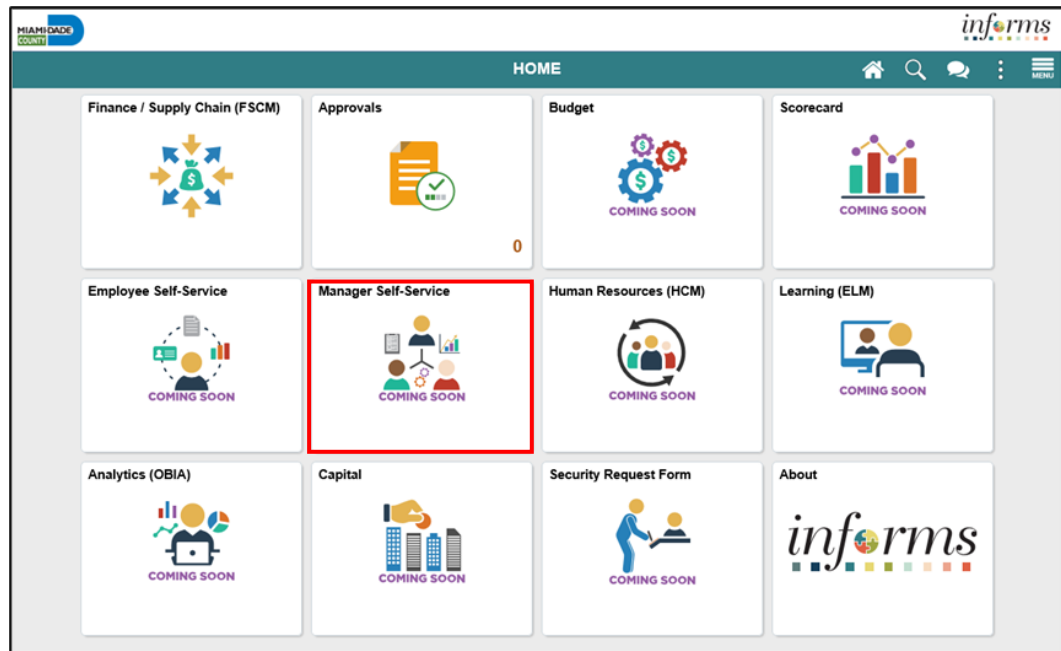 MIAMI-DADE
COUNTY
informs
HOME
MENU
Finance / Supply Chain (FSCM)
Approvals
Budget
Scorecard
COMING SOON
COMING SOON
0
Employee Self-Service
Manager Self-Service
Human Resources (HCM)
Learning (ELM)
COMING SOON
COMING SOON
COMING SOON
COMING SOON
Analytics (OBIA)
Capital
Security Request Form
About
informs
COMING SOON
COMING SOON
COMING SOON